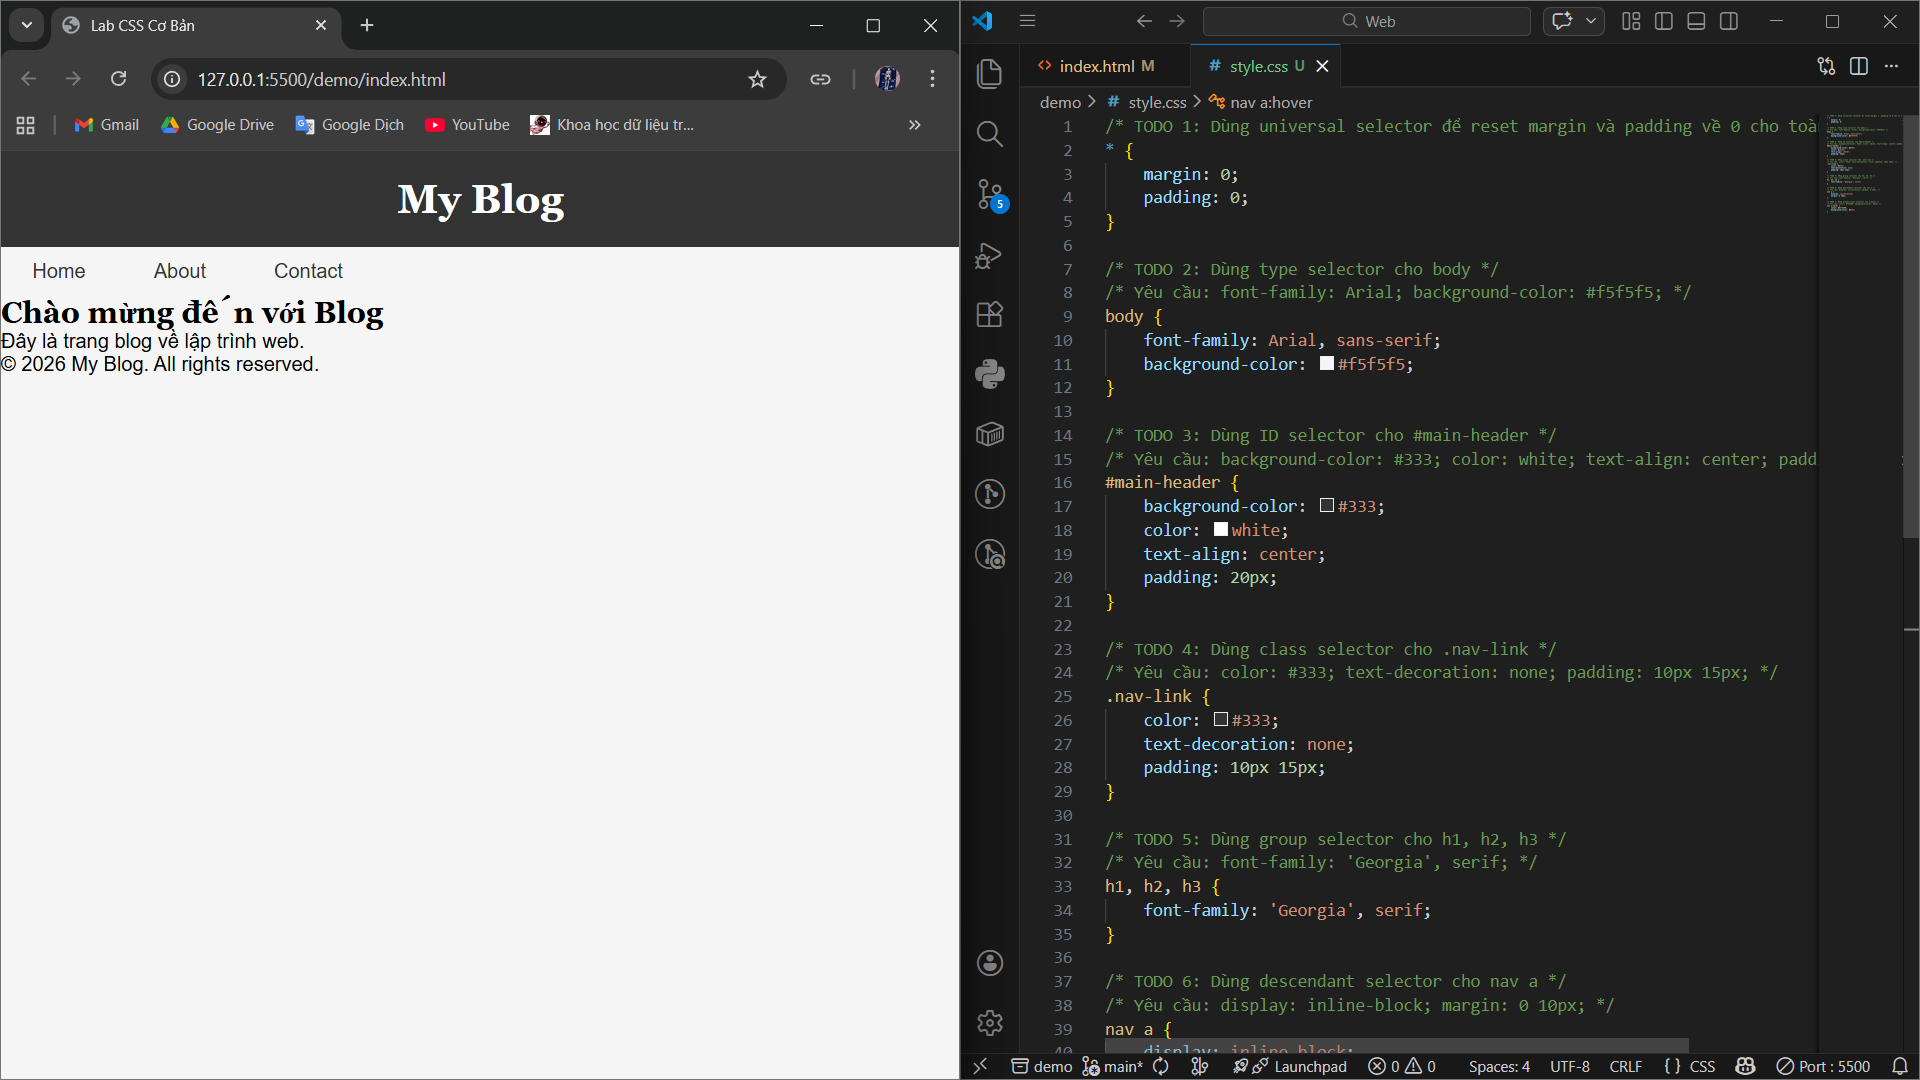 Lab CSS Cơ Bản
127.0.0.1:5500/demo/index.html
Gmail
Google Drive
Google Dịch
YouTube
Khoa học dữ liệu tr...
My Blog
Home
About
Contact
Chào mừng đến với Blog
Đây là trang blog về lập trình web.
© 2026 My Blog. All rights reserved.
Web
index.html M
style.css U
demo > # style.css > nav a:hover
1 /* TODO 1: Dùng universal selector để reset margin và padding về 0 cho toà
2 * {
3 margin: 0;
4 padding: 0;
5 }
6
7 /* TODO 2: Dùng type selector cho body */
8 /* Yêu cầu: font-family: Arial; background-color: #f5f5f5; */
9 body {
10 font-family: Arial, sans-serif;
11 background-color: #f5f5f5;
12 }
13
14 /* TODO 3: Dùng ID selector cho #main-header */
15 /* Yêu cầu: background-color: #333; color: white; text-align: center; padd
16 #main-header {
17 background-color: #333;
18 color: white;
19 text-align: center;
20 padding: 20px;
21 }
22
23 /* TODO 4: Dùng class selector cho .nav-link */
24 /* Yêu cầu: color: #333; text-decoration: none; padding: 10px 15px; */
25 .nav-link {
26 color: #333;
27 text-decoration: none;
28 padding: 10px 15px;
29 }
30
31 /* TODO 5: Dùng group selector cho h1, h2, h3 */
32 /* Yêu cầu: font-family: 'Georgia', serif; */
33 h1, h2, h3 {
34 font-family: 'Georgia', serif;
35 }
36
37 /* TODO 6: Dùng descendant selector cho nav a */
38 /* Yêu cầu: display: inline-block; margin: 0 10px; */
39 nav a {
40 display: inline-block;
5
demo
main*
Launchpad
0
0
Spaces: 4
UTF-8
CRLF
{ } CSS
Port : 5500